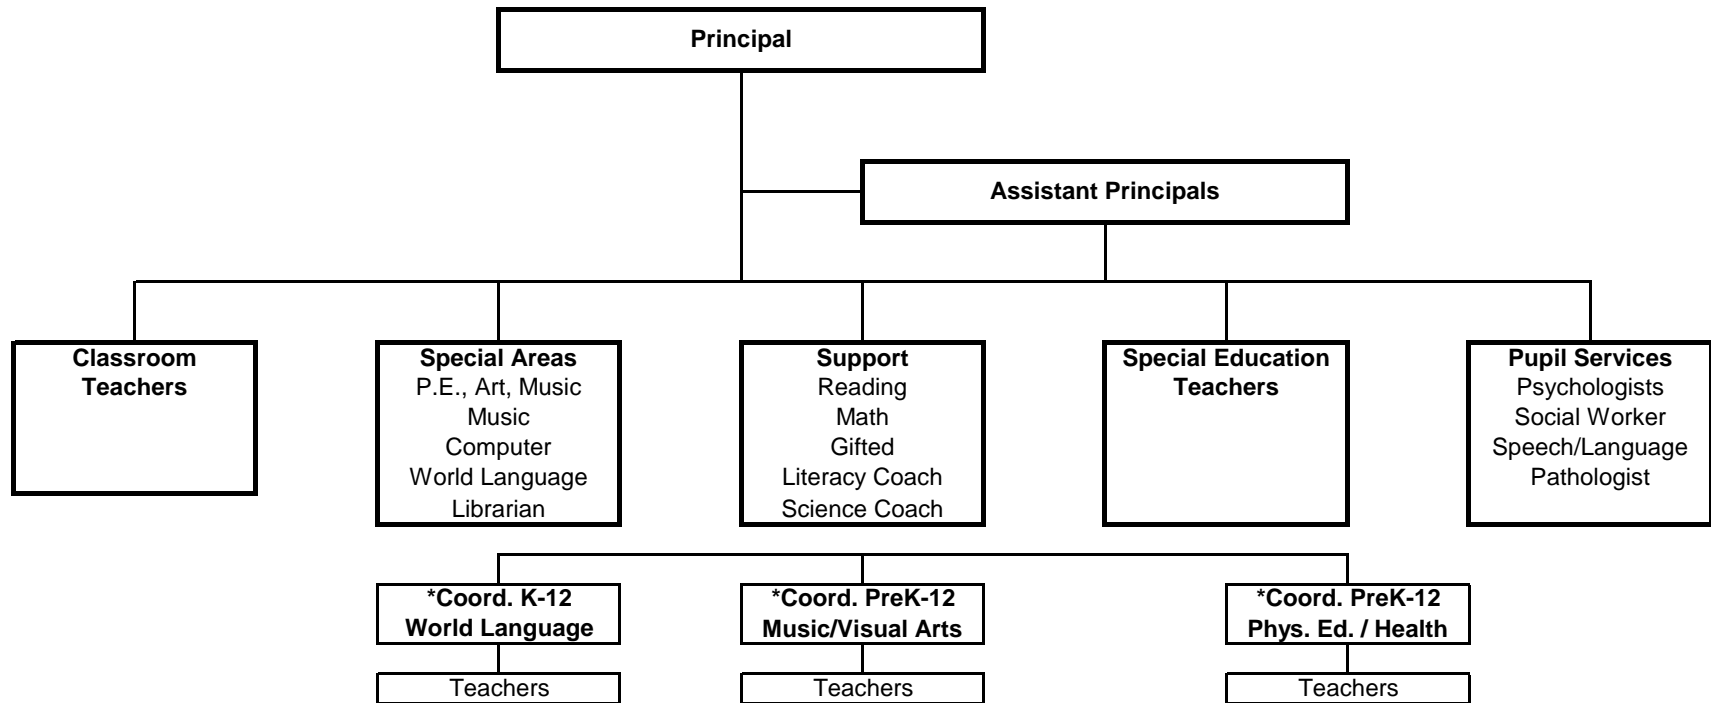 Principal
Assistant Principals
Classroom
Teachers
Special Areas
P.E., Art, Music
Music
Computer
World Language
Librarian
Support
Reading
Math
Gifted
Literacy Coach
Science Coach
Special Education
Teachers
Pupil Services
Psychologists
Social Worker
Speech/Language
Pathologist
*Coord. K-12
World Language
*Coord. PreK-12
Music/Visual Arts
*Coord. PreK-12
Phys. Ed. / Health
Teachers
Teachers
Teachers